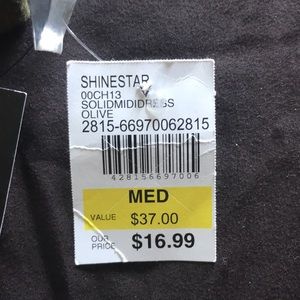 SHINESTAR
00CH13
SOLIDMIDIDRESS
OLIVE
2815-66970062815
428156697006
MED
VALUE $37.00
OUR PRICE $16.99